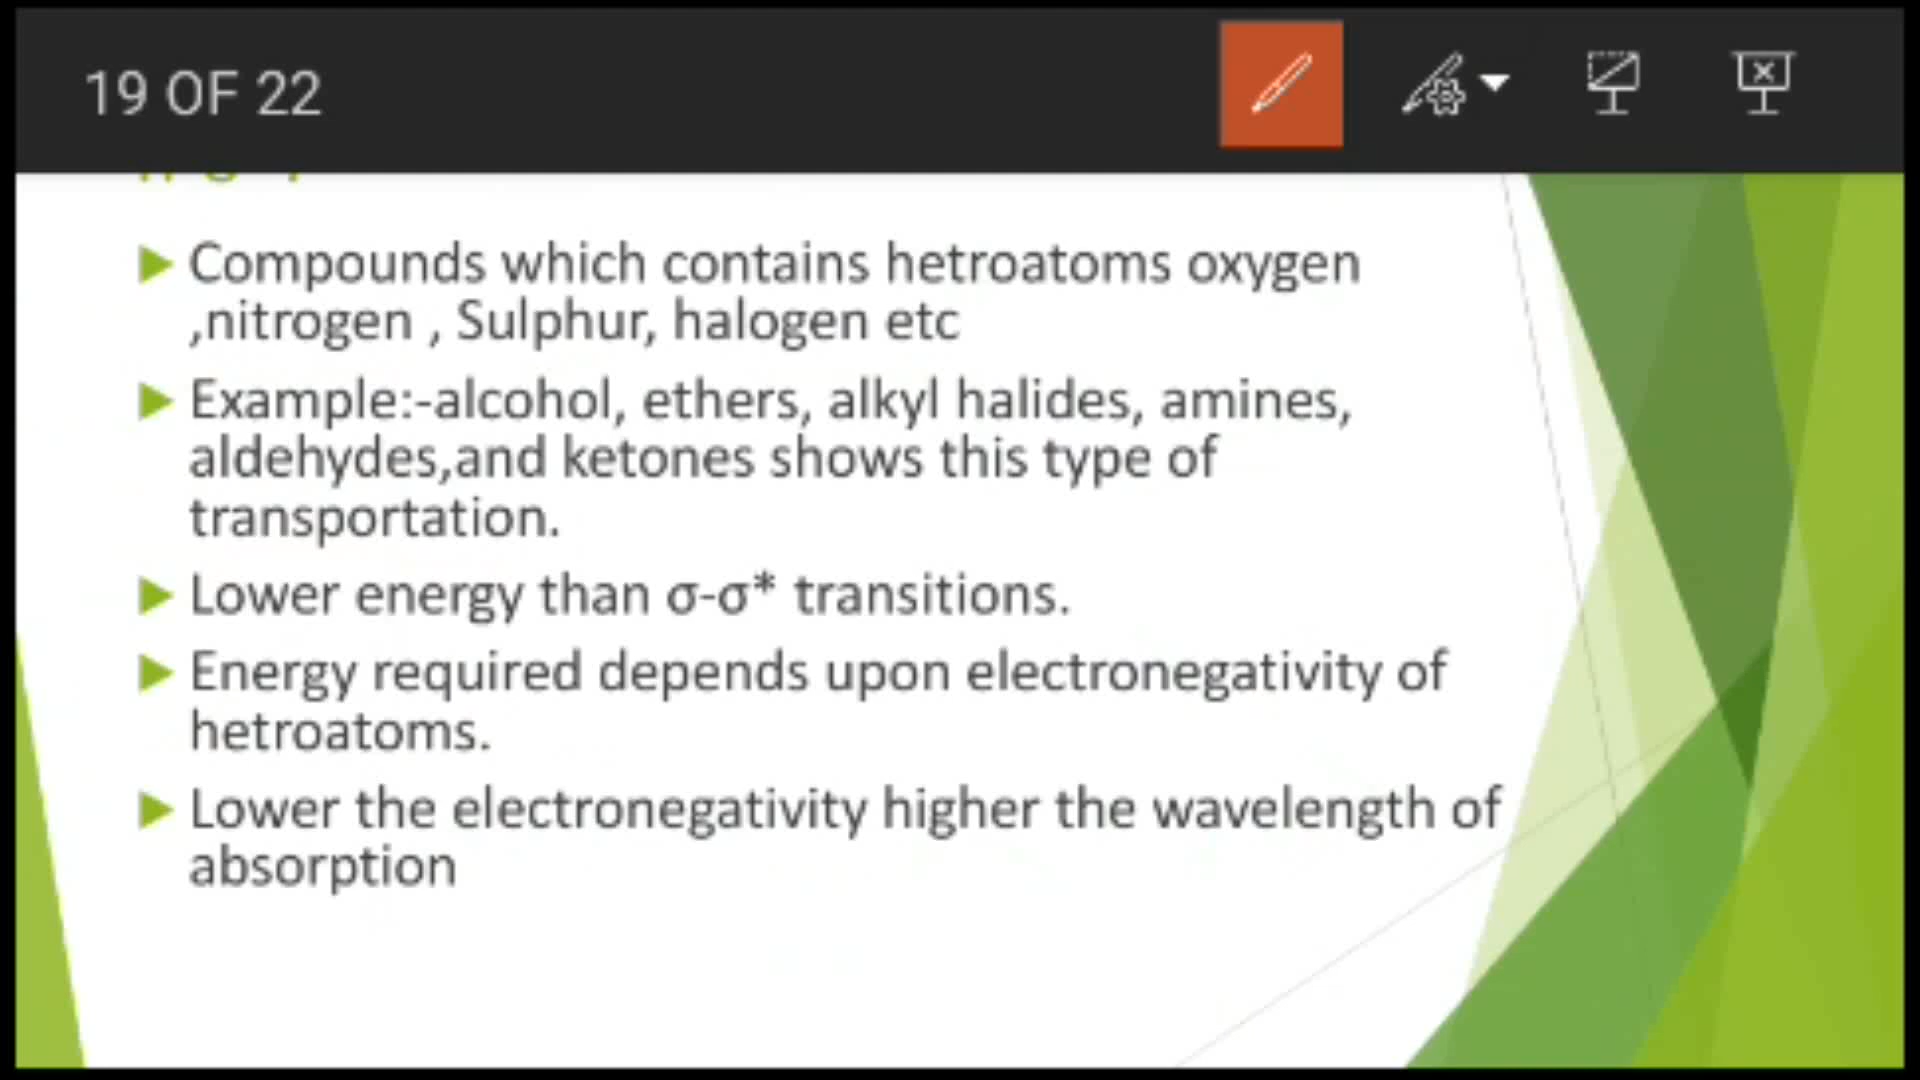 19 OF 22
Compounds which contains hetroatoms oxygen
,nitrogen , Sulphur, halogen etc
Example:-alcohol, ethers, alkyl halides, amines,
aldehydes,and ketones shows this type of
transportation.
Lower energy than σ-σ* transitions.
Energy required depends upon electronegativity of
hetroatoms.
Lower the electronegativity higher the wavelength of
absorption